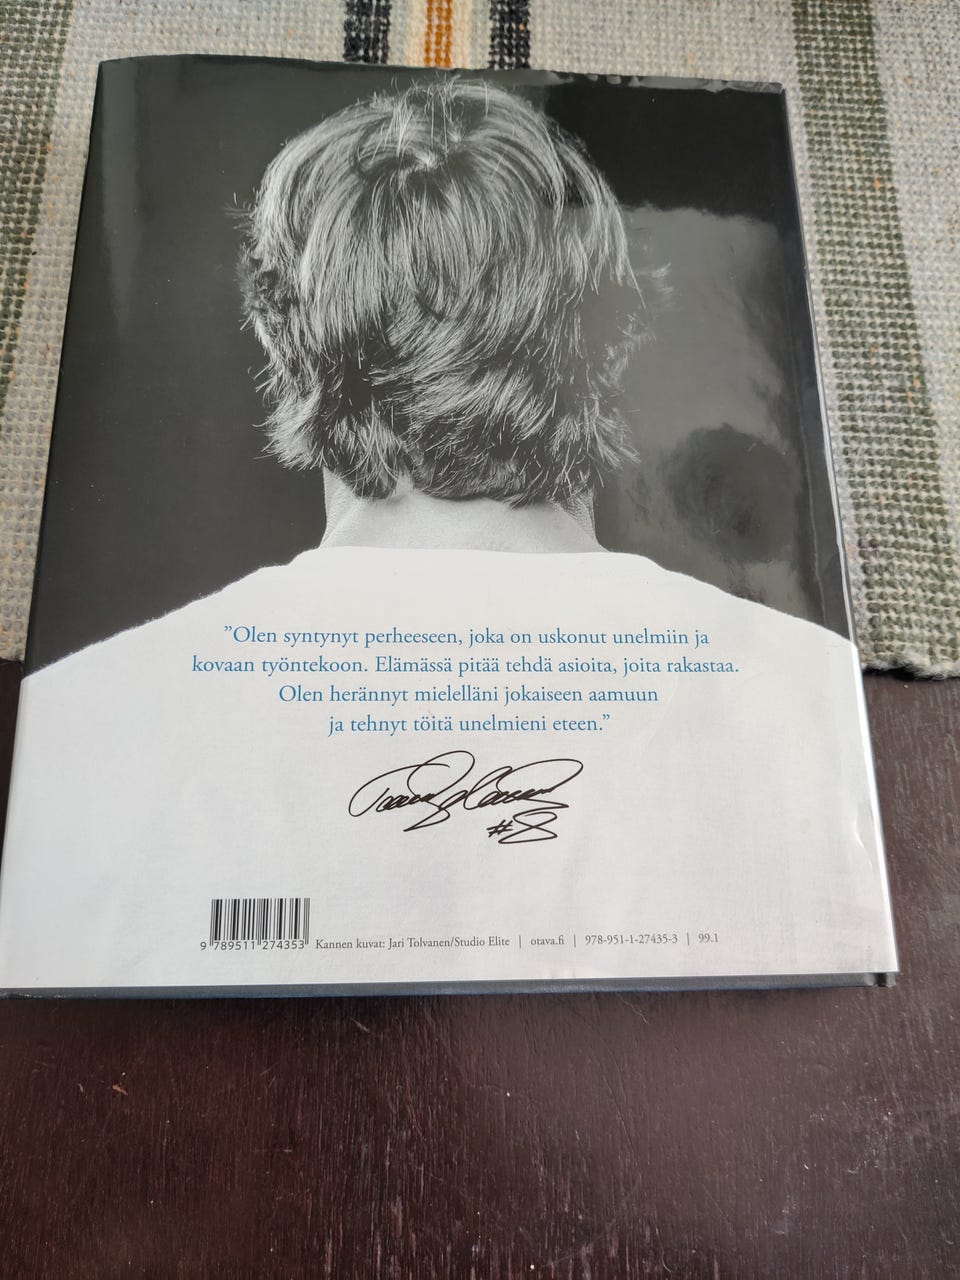 ”Olen syntynyt perheeseen, joka on uskonut unelmiin ja
kovaan työntekoon. Elämässä pitää tehdä asioita, joita rakastaa.
Olen herännyt mielelläni jokaiseen aamuun
ja tehnyt töitä unelmieni eteen.”
#8
9 789511 274353 Kannen kuvat: Jari Tolvanen/Studio Elite | otava.fi | 978-951-1-27435-3 | 99.1